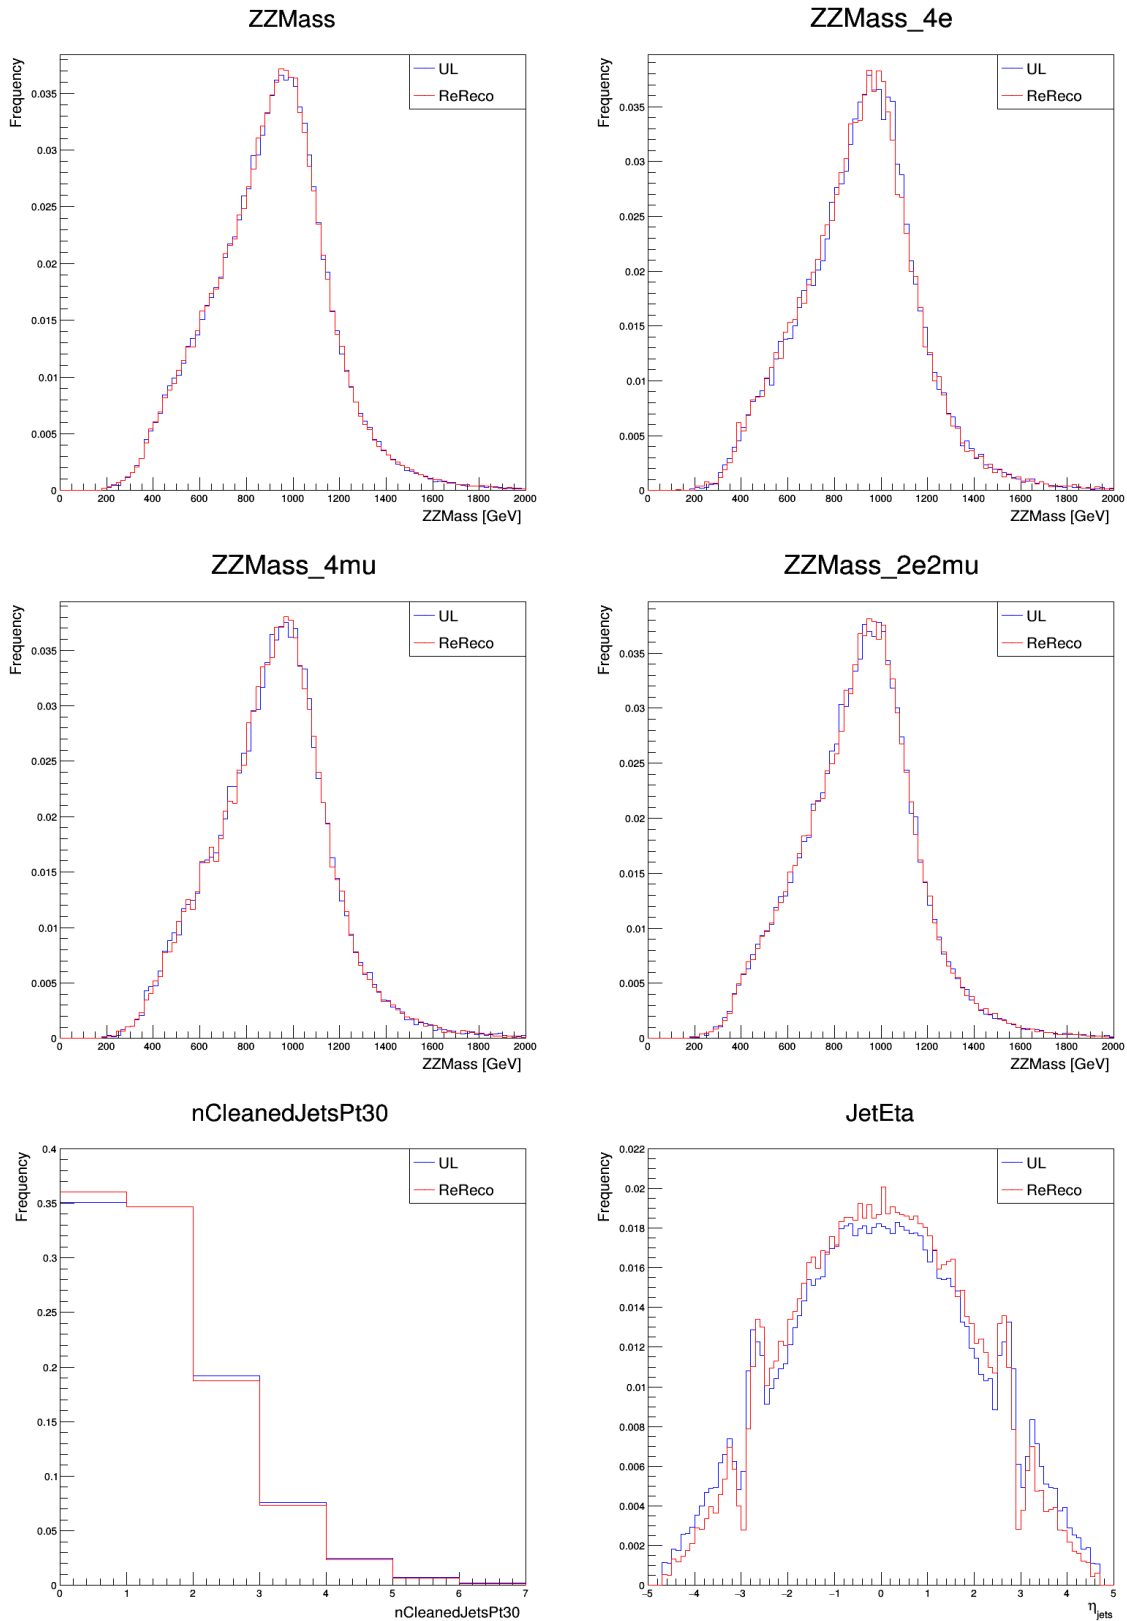 ZZMass
Frequency
UL
ReReco
0.035
0.03
0.025
0.02
0.015
0.01
0.005
0
0 200 400 600 800 1000 1200 1400 1600 1800 2000
ZZMass [GeV]
ZZMass_4e
Frequency
UL
ReReco
0.035
0.03
0.025
0.02
0.015
0.01
0.005
0
0 200 400 600 800 1000 1200 1400 1600 1800 2000
ZZMass [GeV]
ZZMass_4mu
Frequency
UL
ReReco
0.035
0.03
0.025
0.02
0.015
0.01
0.005
0
0 200 400 600 800 1000 1200 1400 1600 1800 2000
ZZMass [GeV]
ZZMass_2e2mu
Frequency
UL
ReReco
0.035
0.03
0.025
0.02
0.015
0.01
0.005
0
0 200 400 600 800 1000 1200 1400 1600 1800 2000
ZZMass [GeV]
nCleanedJetsPt30
Frequency
UL
ReReco
0.4
0.35
0.3
0.25
0.2
0.15
0.1
0.05
0
0 1 2 3 4 5 6 7
nCleanedJetsPt30
JetEta
Frequency
UL
ReReco
0.022
0.02
0.018
0.016
0.014
0.012
0.01
0.008
0.006
0.004
0.002
0
−5 −4 −3 −2 −1 0 1 2 3 4 5
η_jets